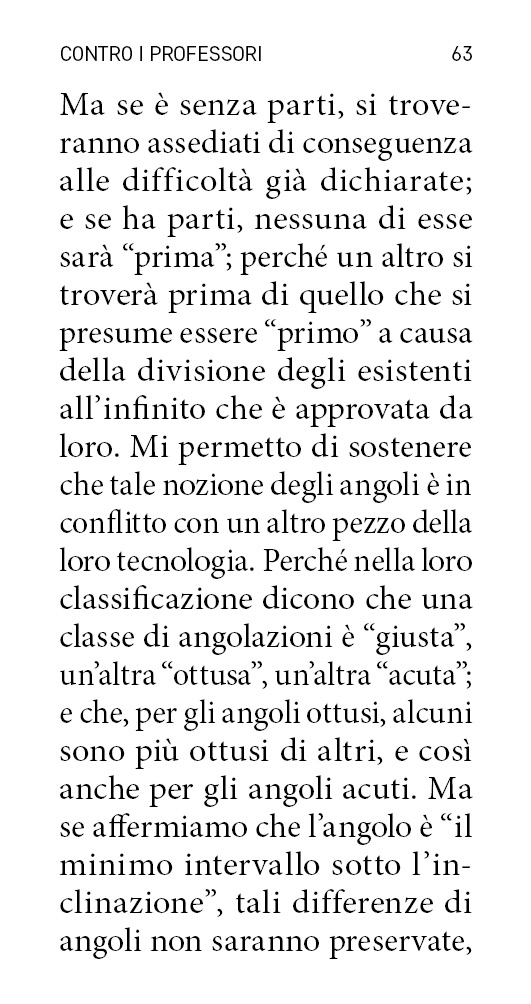 CONTRO I PROFESSORI 63
Ma se è senza parti, si trove-
ranno assediati di conseguenza
alle difficoltà già dichiarate;
e se ha parti, nessuna di esse
sarà “prima”; perché un altro si
troverà prima di quello che si
presume essere “primo” a causa
della divisione degli esistenti
all’infinito che è approvata da
loro. Mi permetto di sostenere
che tale nozione degli angoli è in
conflitto con un altro pezzo della
loro tecnologia. Perché nella loro
classificazione dicono che una
classe di angolazioni è “giusta”,
un’altra “ottusa”, un’altra “acuta”;
e che, per gli angoli ottusi, alcuni
sono più ottusi di altri, e così
anche per gli angoli acuti. Ma
se affermiamo che l’angolo è “il
minimo intervallo sotto l’in-
clinazione”, tali differenze di
angoli non saranno preservate,